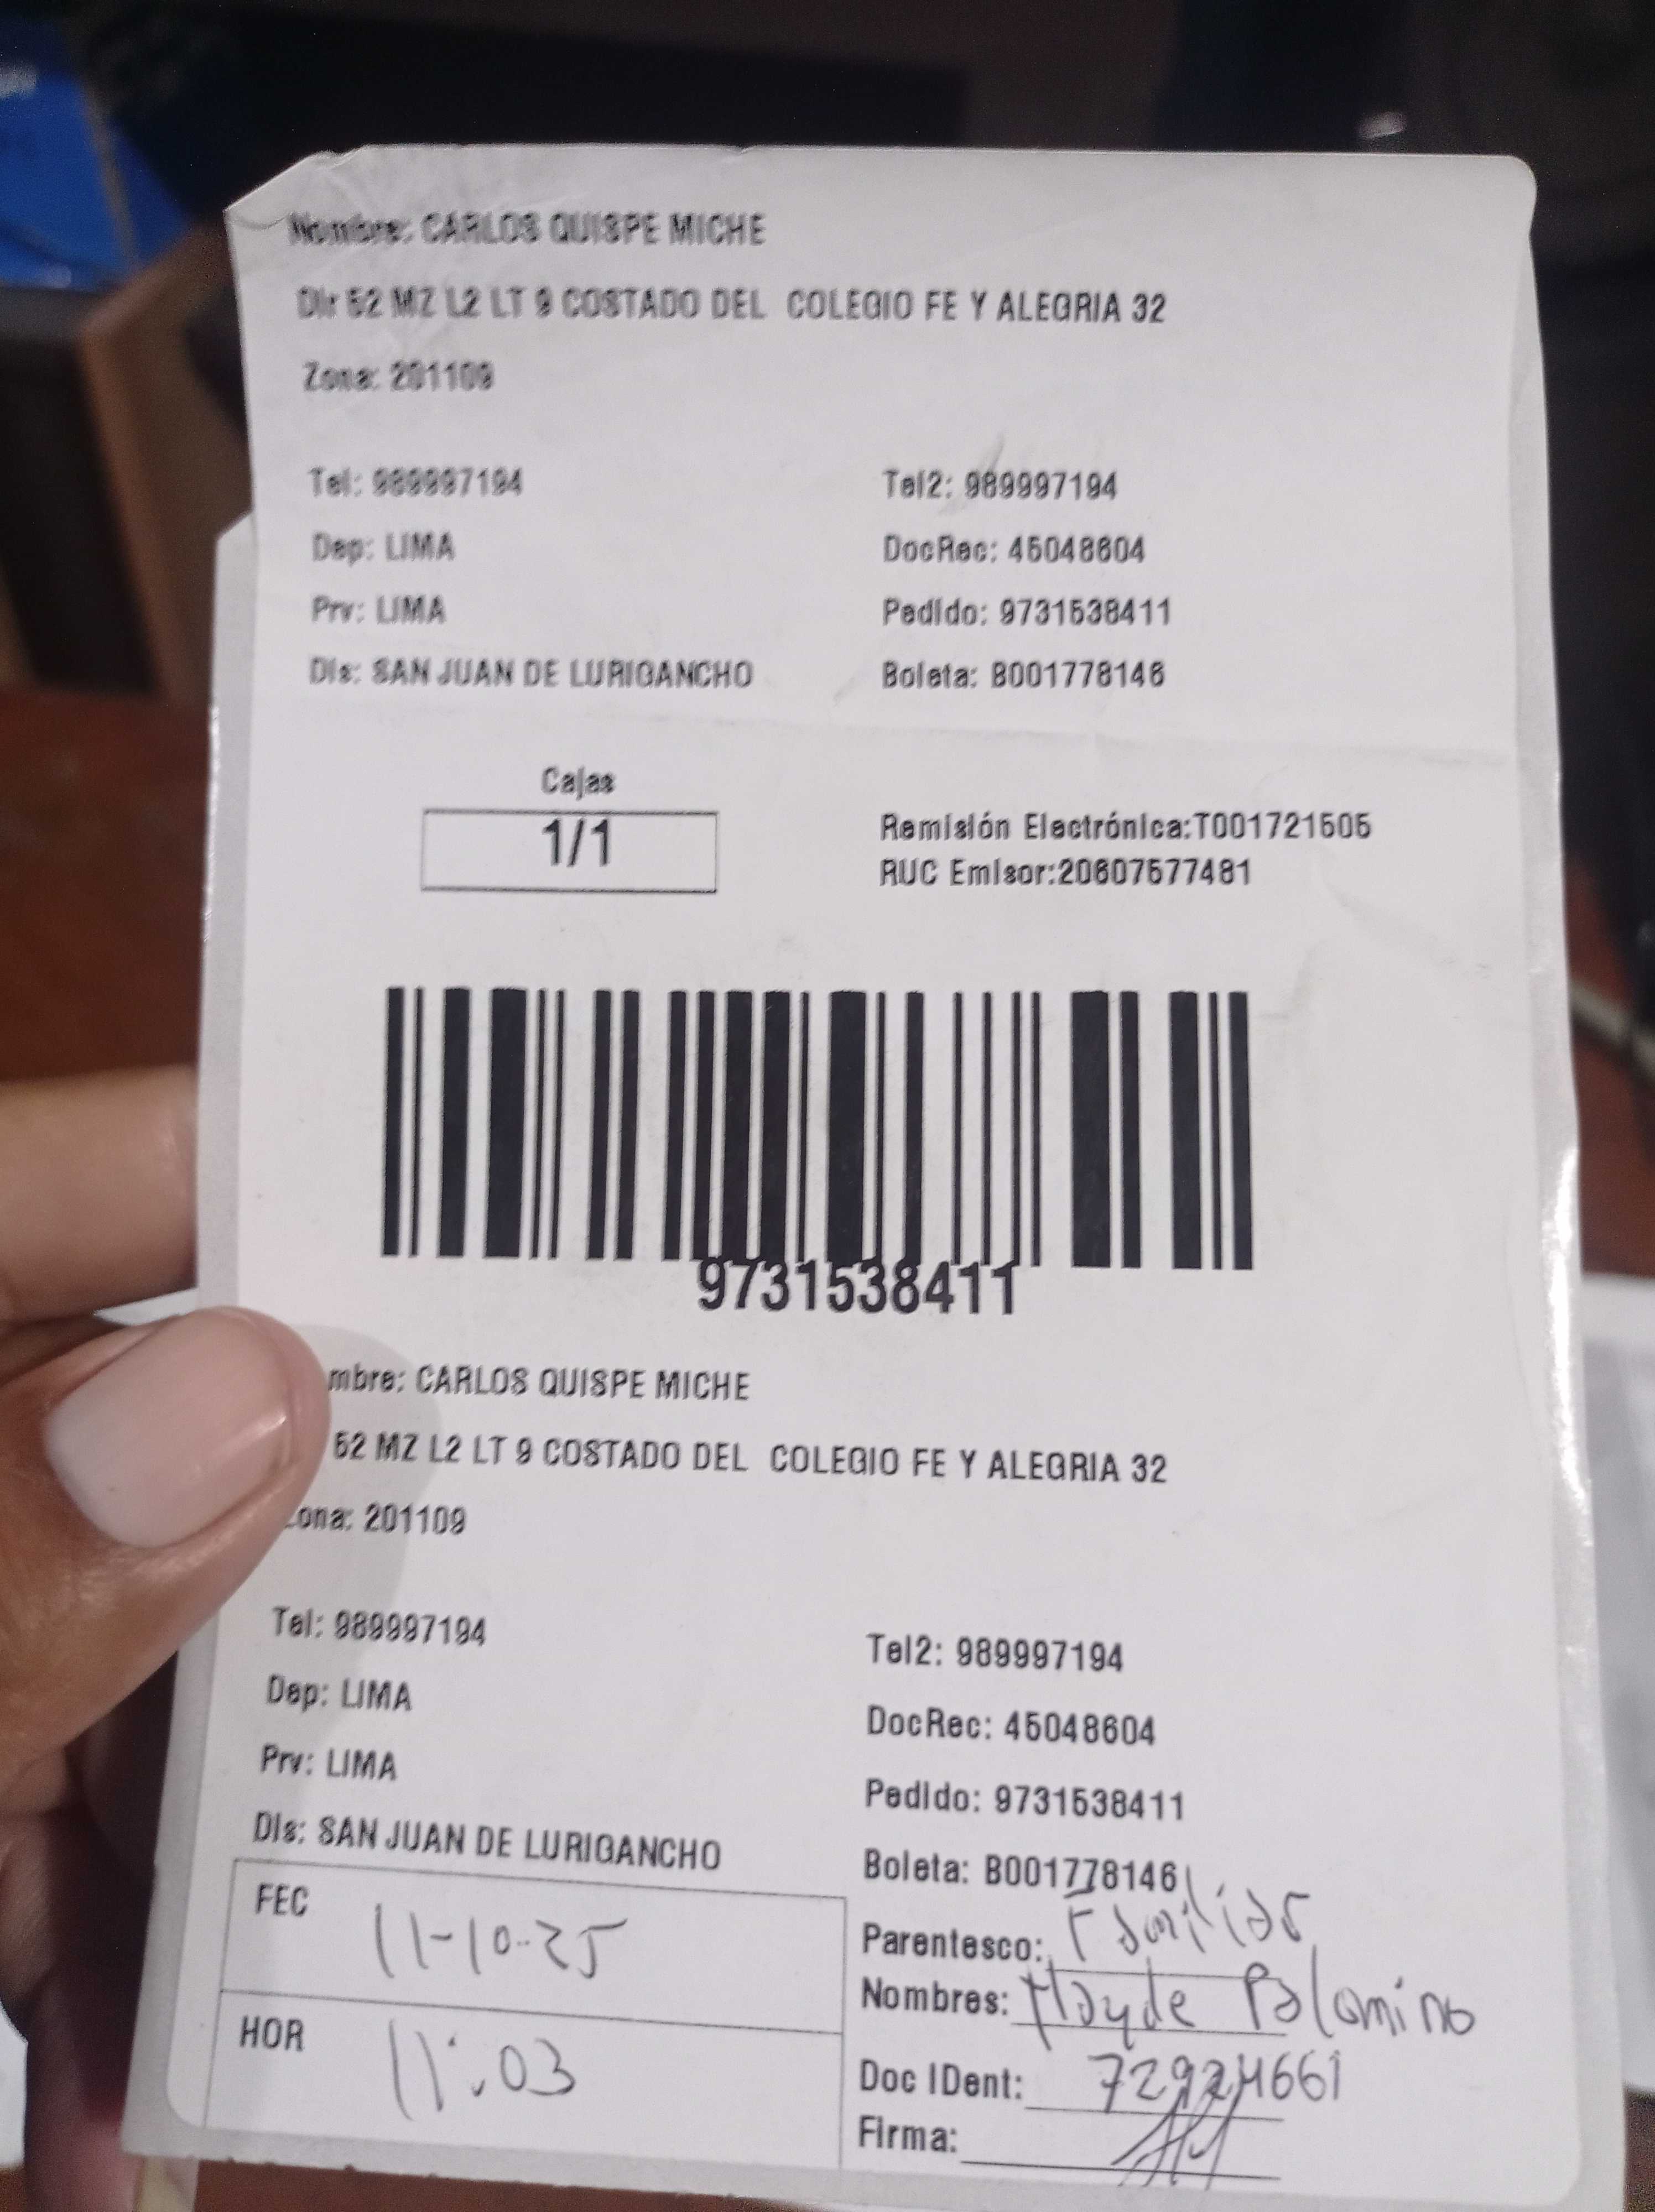 Nombre: CARLOS QUISPE MICHE
Dir 52 MZ L2 LT 9 COSTADO DEL COLEGIO FE Y ALEGRIA 32
Zona: 201109
Tel: 989997194 Tel2: 989997194
Dep: LIMA DocRec: 45048604
Prv: LIMA Pedido: 9731538411
Dis: SAN JUAN DE LURIGANCHO Boleta: B001778146
Cajas
1/1
Remisión Electrónica:T001721505
RUC Emisor:20607577481
9731538411
mbre: CARLOS QUISPE MICHE
52 MZ L2 LT 9 COSTADO DEL COLEGIO FE Y ALEGRIA 32
ona: 201109
Tel: 989997194 Tel2: 989997194
Dep: LIMA DocRec: 45048604
Prv: LIMA Pedido: 9731538411
Dis: SAN JUAN DE LURIGANCHO Boleta: B001778146
FEC 11-10-25 Parentesco: Familiar
Nombres: Hayde Palomino
HOR 11:03 Doc IDent: 72924661
Firma: